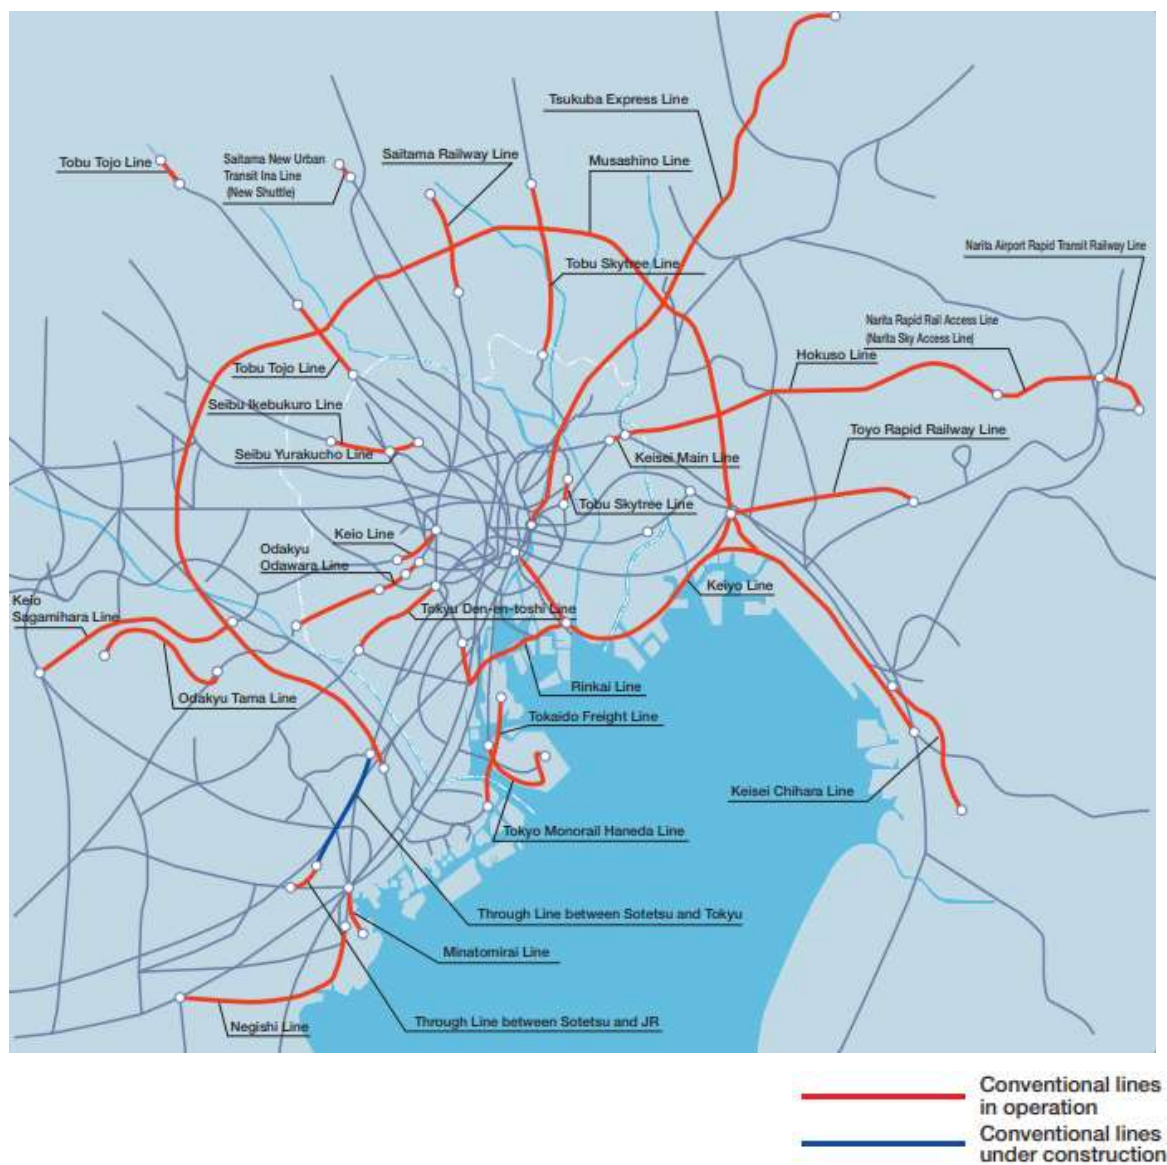 Tsukuba Express Line
Saitama Railway Line
Musashino Line
Tobu Tojo Line
Saitama New Urban
Transit Ina Line
(New Shuttle)
Narita Airport Rapid Transit Railway Line
Tobu Skytree Line
Narita Rapid Rail Access Line
(Narita Sky Access Line)
Hokuso Line
Tobu Tojo Line
Seibu Ikebukuro Line
Toyo Rapid Railway Line
Seibu Yurakucho Line
Keisei Main Line
Tobu Skytree Line
Keio Line
Odakyu
Odawara Line
Keiyo Line
Keio
Sagamihara Line
Tokyu Den-en-toshi Line
Rinkai Line
Odakyu Tama Line
Tokaido Freight Line
Keisei Chihara Line
Tokyo Monorail Haneda Line
Through Line between Sotetsu and Tokyu
Minatomirai Line
Through Line between Sotetsu and JR
Negishi Line
Conventional lines
in operation
Conventional lines
under construction